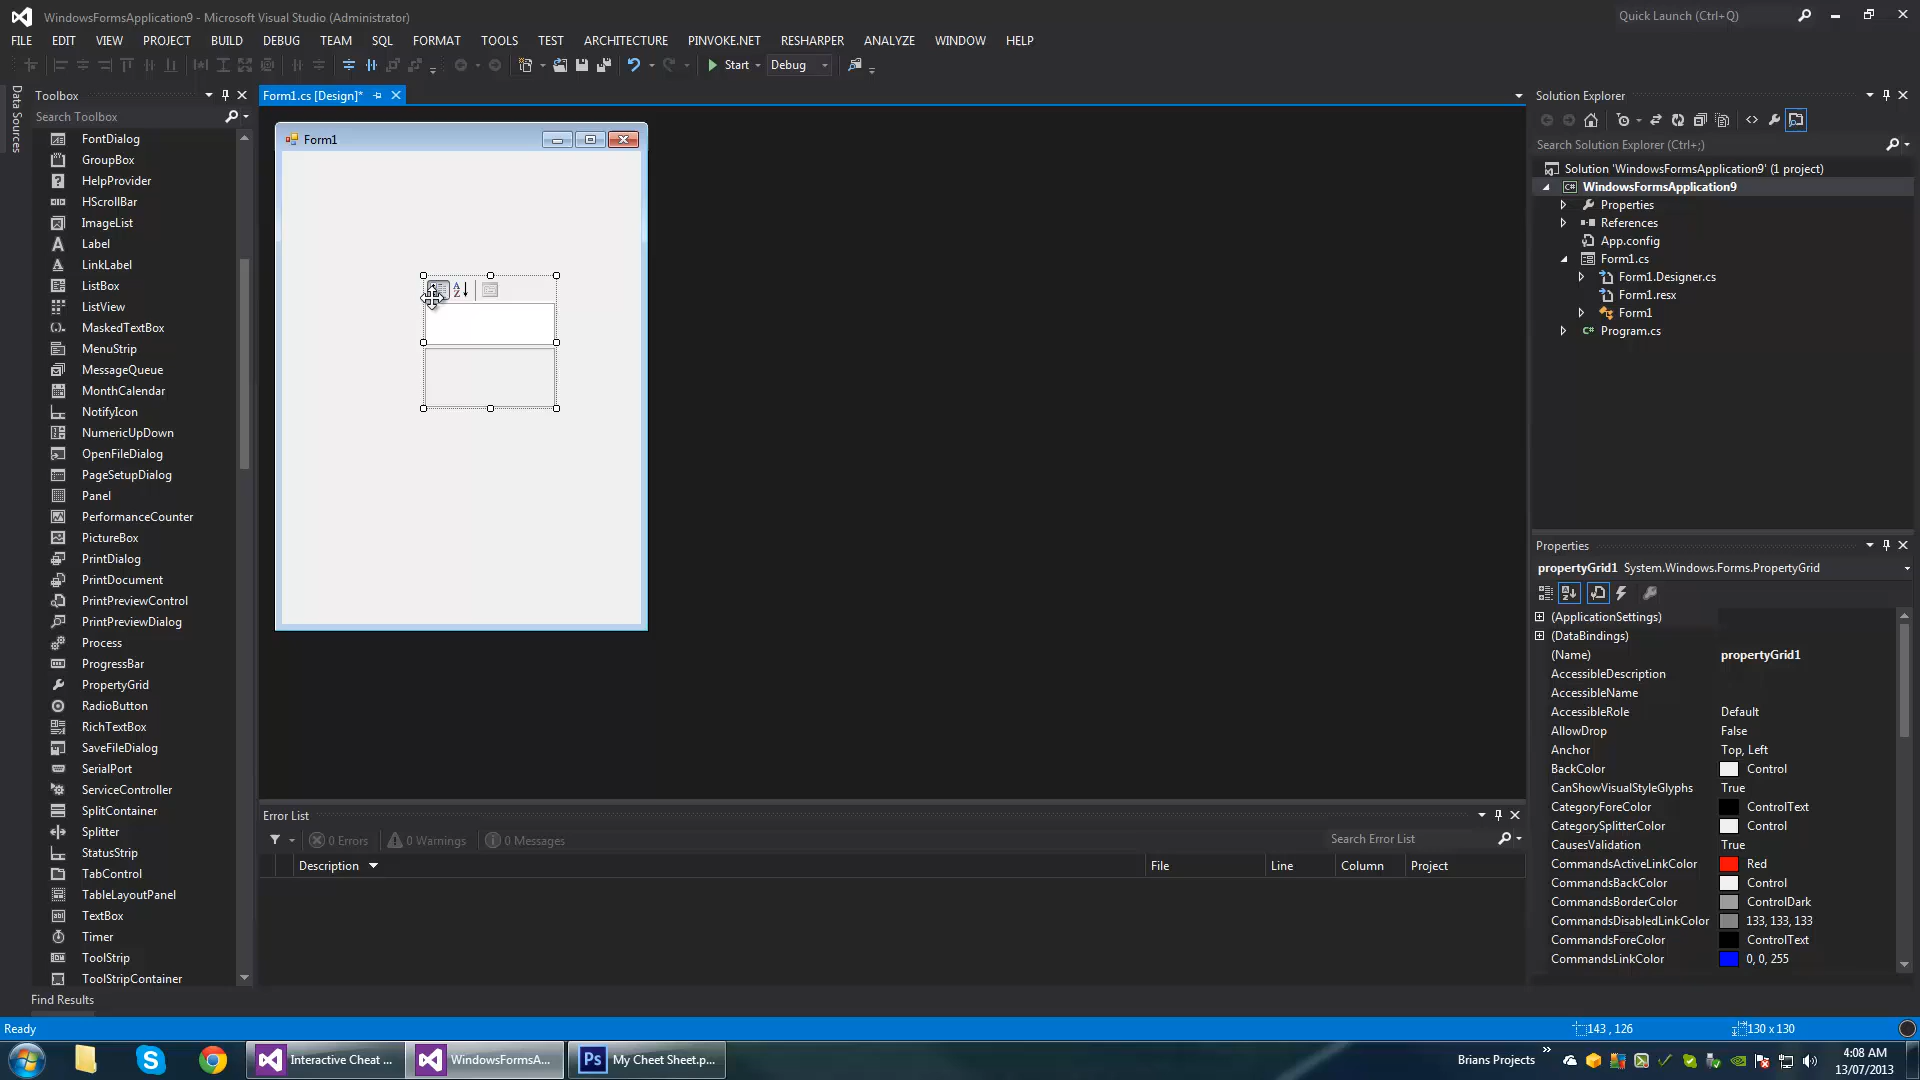 WindowsFormsApplication9 - Microsoft Visual Studio (Administrator)
Quick Launch (Ctrl+Q)
FILE EDIT VIEW PROJECT BUILD DEBUG TEAM SQL FORMAT TOOLS TEST ARCHITECTURE PINVOKE.NET RESHARPER ANALYZE WINDOW HELP
Start Debug
Data Sources
Toolbox
Search Toolbox
FontDialog
GroupBox
HelpProvider
HScrollBar
ImageList
Label
LinkLabel
ListBox
ListView
MaskedTextBox
MenuStrip
MessageQueue
MonthCalendar
NotifyIcon
NumericUpDown
OpenFileDialog
PageSetupDialog
Panel
PerformanceCounter
PictureBox
PrintDialog
PrintDocument
PrintPreviewControl
PrintPreviewDialog
Process
ProgressBar
PropertyGrid
RadioButton
RichTextBox
SaveFileDialog
SerialPort
ServiceController
SplitContainer
Splitter
StatusStrip
TabControl
TableLayoutPanel
TextBox
Timer
ToolStrip
ToolStripContainer
Find Results
Form1.cs [Design]*
Form1
Error List
0 Errors 0 Warnings 0 Messages
Search Error List
Description File Line Column Project
Solution Explorer
Search Solution Explorer (Ctrl+;)
Solution 'WindowsFormsApplication9' (1 project)
WindowsFormsApplication9
Properties
References
App.config
Form1.cs
Form1.Designer.cs
Form1.resx
Form1
Program.cs
Properties
propertyGrid1 System.Windows.Forms.PropertyGrid
(ApplicationSettings)
(DataBindings)
(Name) propertyGrid1
AccessibleDescription
AccessibleName
AccessibleRole Default
AllowDrop False
Anchor Top, Left
BackColor Control
CanShowVisualStyleGlyphs True
CategoryForeColor ControlText
CategorySplitterColor Control
CausesValidation True
CommandsActiveLinkColor Red
CommandsBackColor Control
CommandsBorderColor ControlDark
CommandsDisabledLinkColor 133, 133, 133
CommandsForeColor ControlText
CommandsLinkColor 0, 0, 255
Ready
143 , 126 130 x 130
Interactive Cheat ...
WindowsFormsA...
Ps My Cheet Sheet.p...
Brians Projects
4:08 AM
13/07/2013